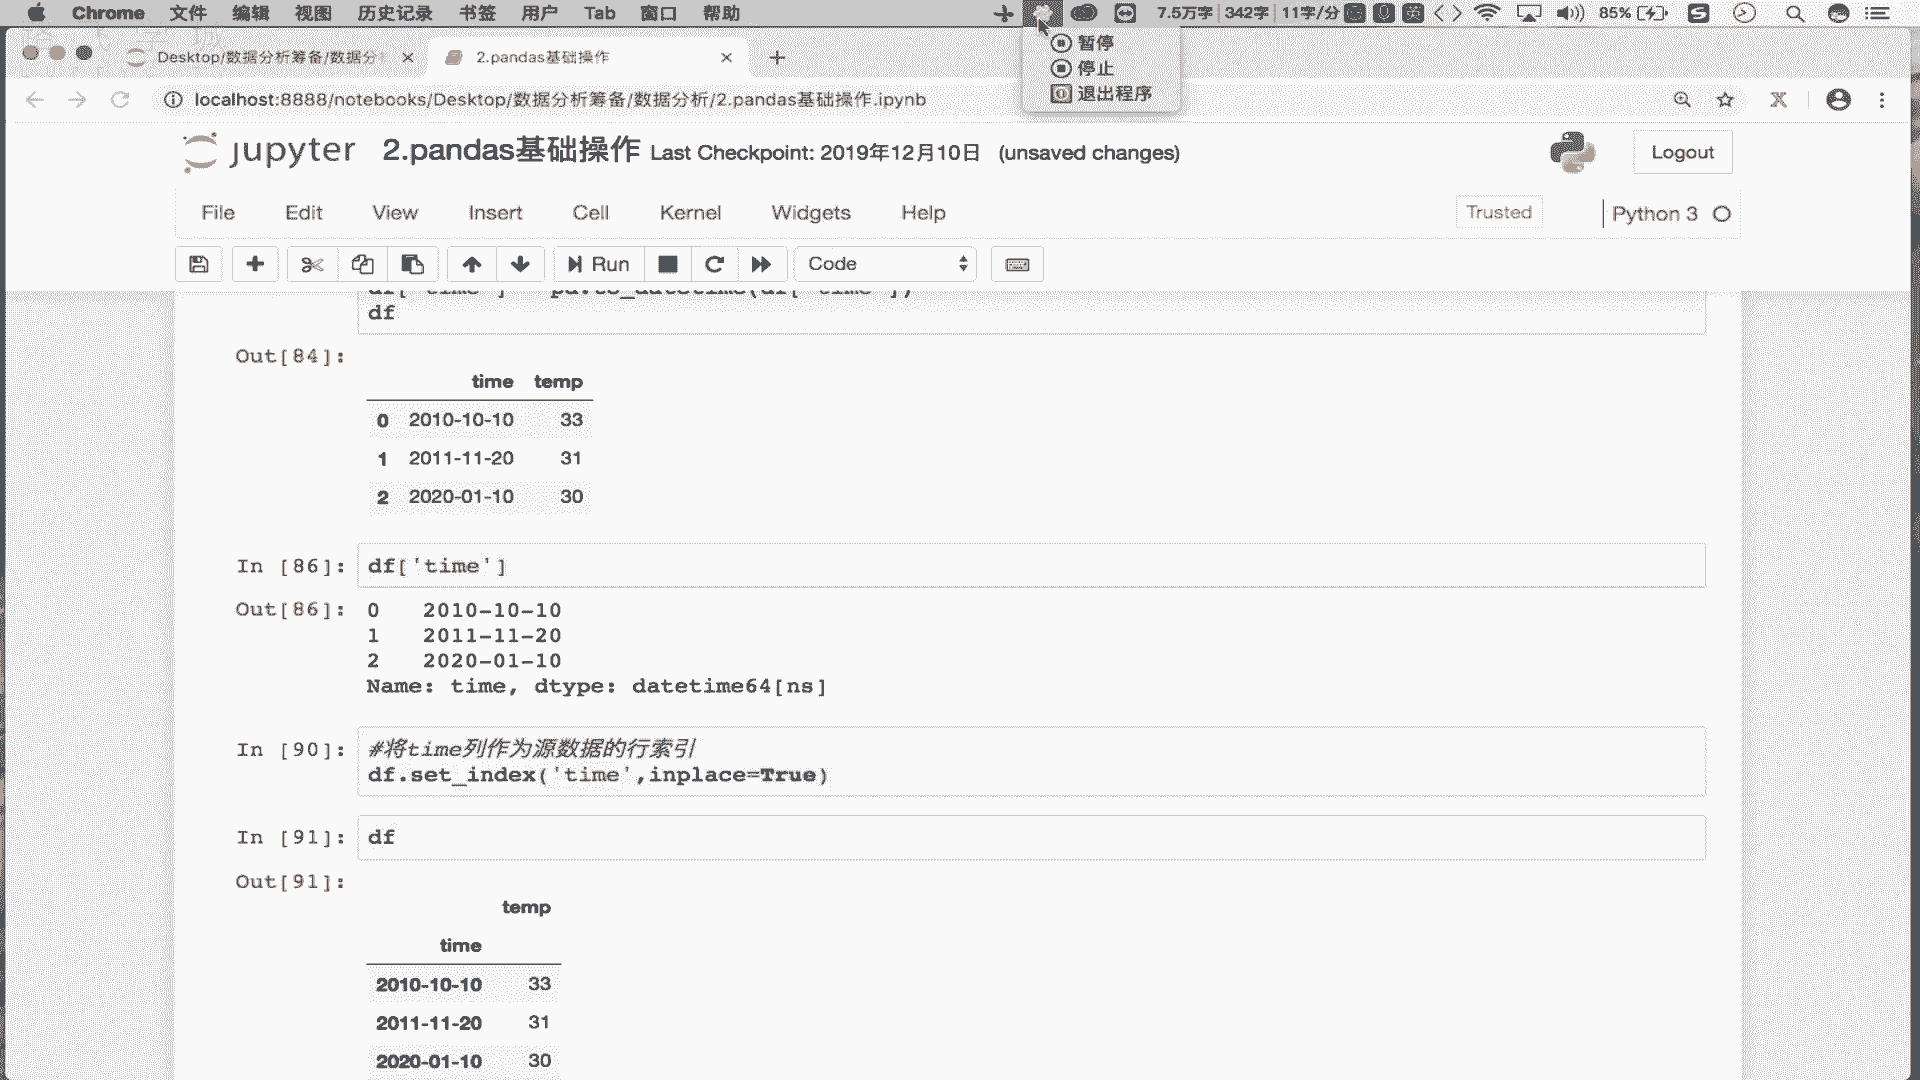 Chrome 文件 编辑 视图 历史记录 书签 用户 Tab 窗口 帮助 7.5万字 342字 11字/分 英 85%
暂停
停止
退出程序
Desktop/数据分析筹备/数据分 2.pandas基础操作
localhost:8888/notebooks/Desktop/数据分析筹备/数据分析/2.pandas基础操作.ipynb
jupyter 2.pandas基础操作 Last Checkpoint: 2019年12月10日 (unsaved changes) Logout
File Edit View Insert Cell Kernel Widgets Help Trusted Python 3
Run Code
df['time'] = pd.to_datetime(df['time'])
df
Out[84]:
time temp
0 2010-10-10 33
1 2011-11-20 31
2 2020-01-10 30
In [86]: df['time']
Out[86]: 0 2010-10-10
1 2011-11-20
2 2020-01-10
Name: time, dtype: datetime64[ns]
In [90]: #将time列作为源数据的行索引
df.set_index('time',inplace=True)
In [91]: df
Out[91]:
temp
time
2010-10-10 33
2011-11-20 31
2020-01-10 30